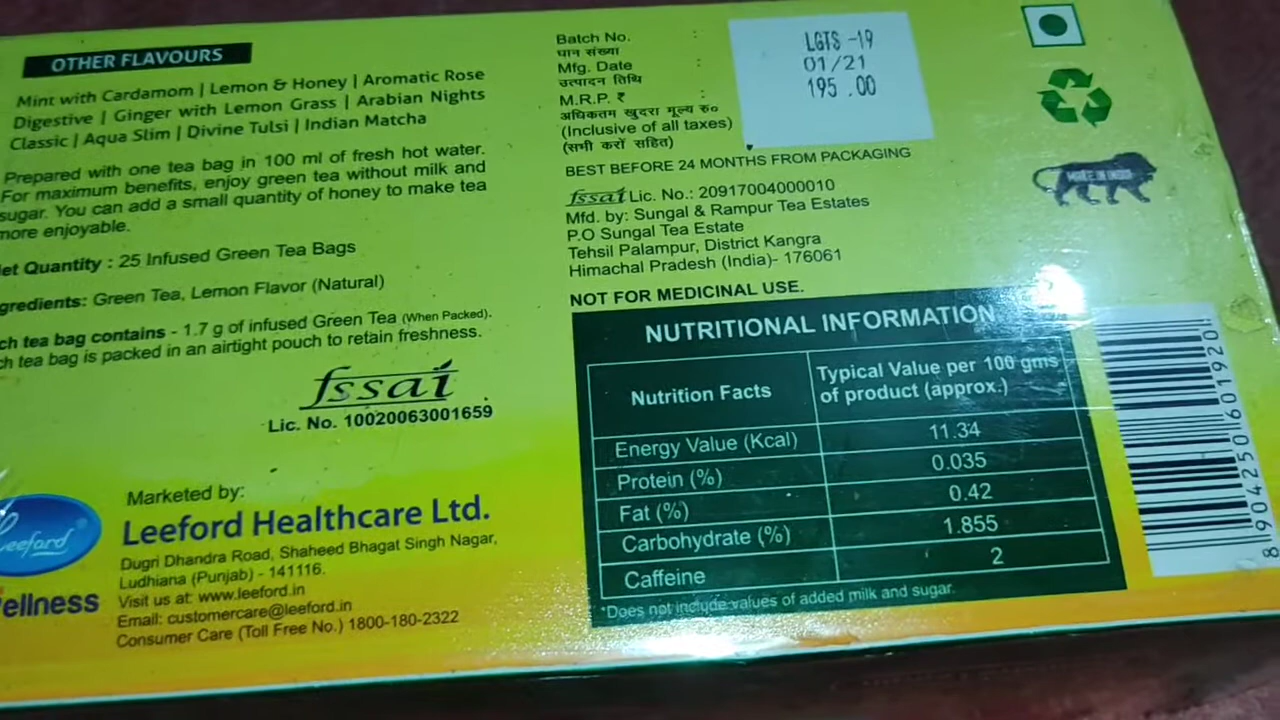 OTHER FLAVOURS
Mint with Cardamom | Lemon & Honey | Aromatic Rose
Digestive | Ginger with Lemon Grass | Arabian Nights
Classic | Aqua Slim | Divine Tulsi | Indian Matcha
Prepared with one tea bag in 100 ml of fresh hot water.
For maximum benefits, enjoy green tea without milk and
sugar. You can add a small quantity of honey to make tea
more enjoyable.
et Quantity : 25 Infused Green Tea Bags
gredients: Green Tea, Lemon Flavor (Natural)
ch tea bag contains - 1.7 g of infused Green Tea (When Packed).
ch tea bag is packed in an airtight pouch to retain freshness.
fssai
Lic. No. 10020063001659
Marketed by:
Leeford Healthcare Ltd.
Dugri Dhandra Road, Shaheed Bhagat Singh Nagar,
Ludhiana (Punjab) - 141116.
Visit us at: www.leeford.in
Email: customercare@leeford.in
Consumer Care (Toll Free No.) 1800-180-2322
Leeford
ellness
Batch No. : LGTS -19
धान संख्या
Mfg. Date : 01/21
उत्पादन तिथि
M.R.P. ₹ : 195 .00
अधिकतम खुदरा मूल्य रु०
(Inclusive of all taxes)
(सभी करों सहित)
BEST BEFORE 24 MONTHS FROM PACKAGING
fssai Lic. No.: 20917004000010
Mfd. by: Sungal & Rampur Tea Estates
P.O Sungal Tea Estate
Tehsil Palampur, District Kangra
Himachal Pradesh (India)- 176061
NOT FOR MEDICINAL USE.
NUTRITIONAL INFORMATION
Nutrition Facts Typical Value per 100 gms
of product (approx.)
Energy Value (Kcal) 11.34
Protein (%) 0.035
Fat (%) 0.42
Carbohydrate (%) 1.855
Caffeine 2
*Does not include values of added milk and sugar.
MAKE IN INDIA
8 904250 601920